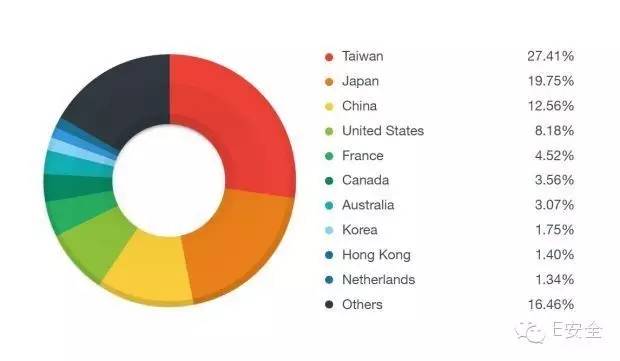 Taiwan 27.41%
Japan 19.75%
China 12.56%
United States 8.18%
France 4.52%
Canada 3.56%
Australia 3.07%
Korea 1.75%
Hong Kong 1.40%
Netherlands 1.34%
Others 16.46%
E安全